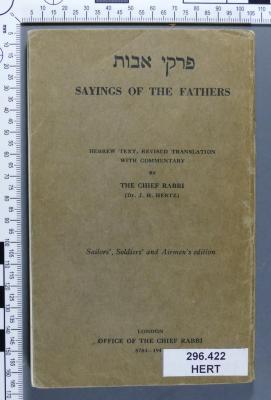 פרקי אבות
SAYINGS OF THE FATHERS
HEBREW TEXT, REVISED TRANSLATION
WITH COMMENTARY
BY
THE CHIEF RABBI
(Dr. J. H. HERTZ)
Sailors', Soldiers' and Airmen's edition
LONDON
OFFICE OF THE CHIEF RABBI
296.422
HERT